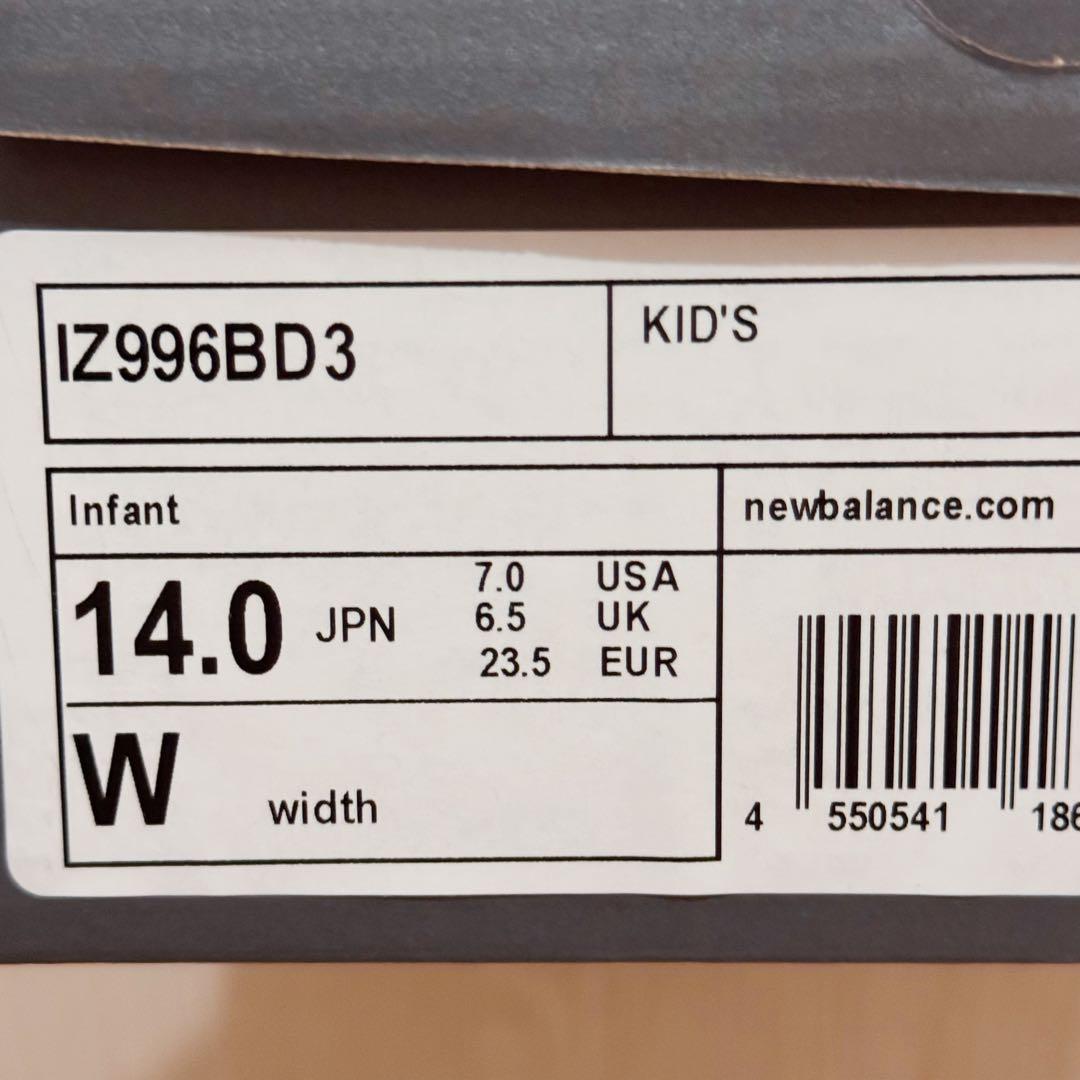 IZ996BD3
KID'S
Infant
newbalance.com
14.0 JPN
7.0 USA
6.5 UK
23.5 EUR
W width
4 550541 186